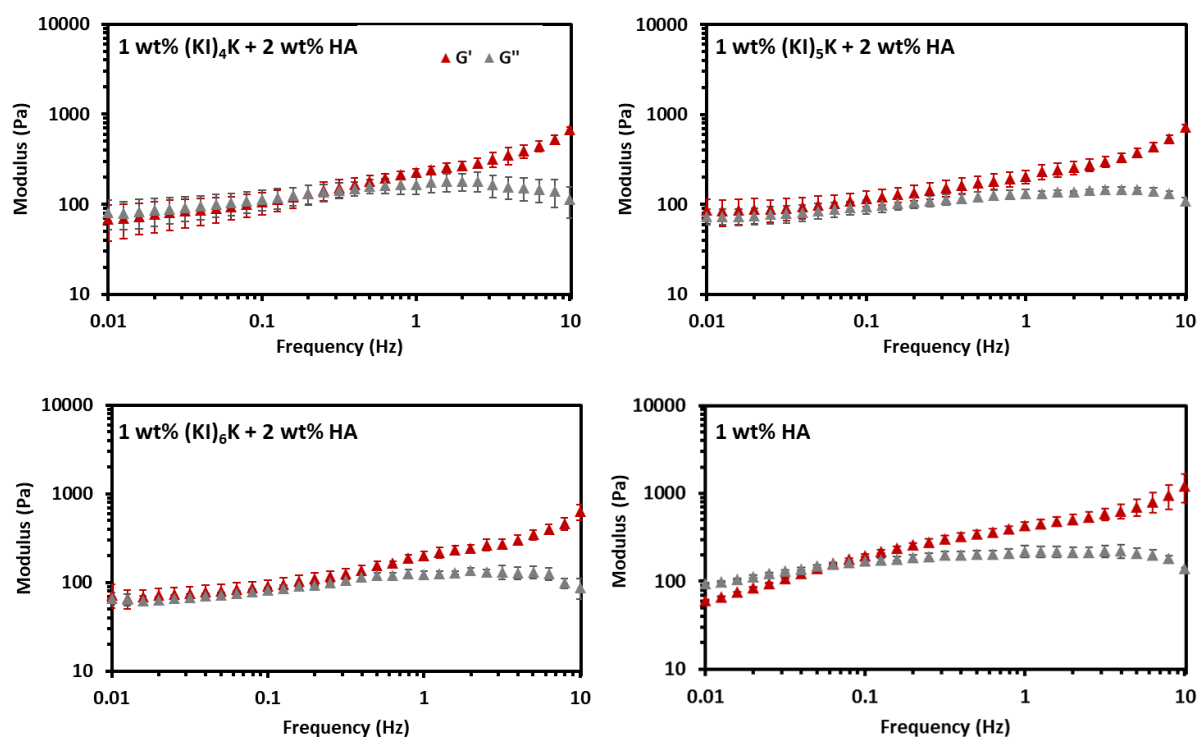 1 wt% (KI)₄K + 2 wt% HA
G' G"
Modulus (Pa)
10000
1000
100
10
0.01 0.1 1 10
Frequency (Hz)
1 wt% (KI)₅K + 2 wt% HA
Modulus (Pa)
10000
1000
100
10
0.01 0.1 1 10
Frequency (Hz)
1 wt% (KI)₆K + 2 wt% HA
Modulus (Pa)
10000
1000
100
10
0.01 0.1 1 10
Frequency (Hz)
1 wt% HA
Modulus (Pa)
10000
1000
100
10
0.01 0.1 1 10
Frequency (Hz)